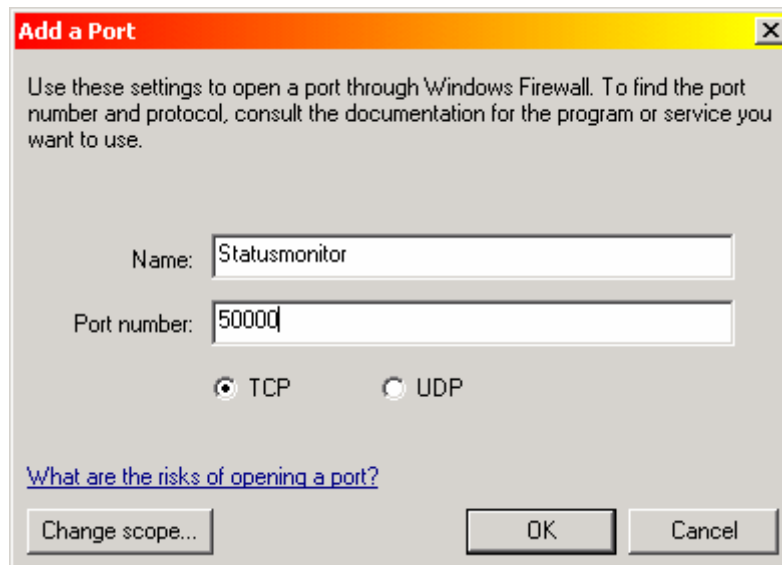 Add a Port
Use these settings to open a port through Windows Firewall. To find the port
number and protocol, consult the documentation for the program or service you
want to use.
Name: Statusmonitor
Port number: 50000
TCP UDP
What are the risks of opening a port?
Change scope... OK Cancel